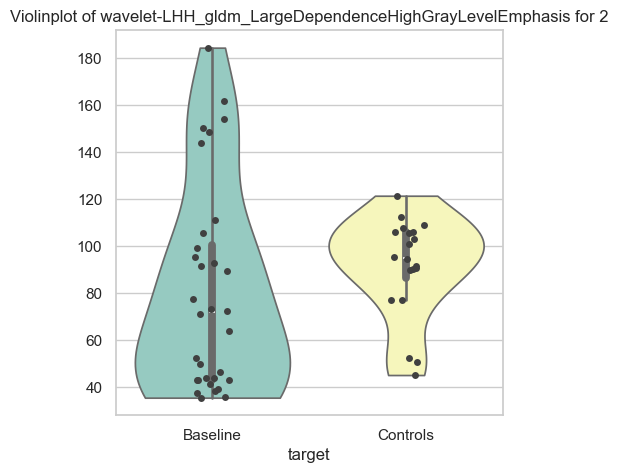 Violinplot of wavelet-LHH_gldm_LargeDependenceHighGrayLevelEmphasis for 2
180
160
140
120
100
80
60
40
Baseline Controls
target